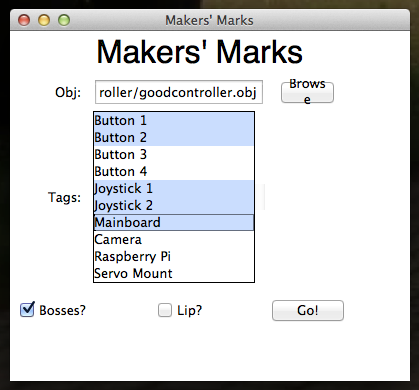 Makers' Marks
Makers' Marks
Obj: roller/goodcontroller.obj Brows
e
Tags:
Button 1
Button 2
Button 3
Button 4
Joystick 1
Joystick 2
Mainboard
Camera
Raspberry Pi
Servo Mount
Bosses? Lip? Go!